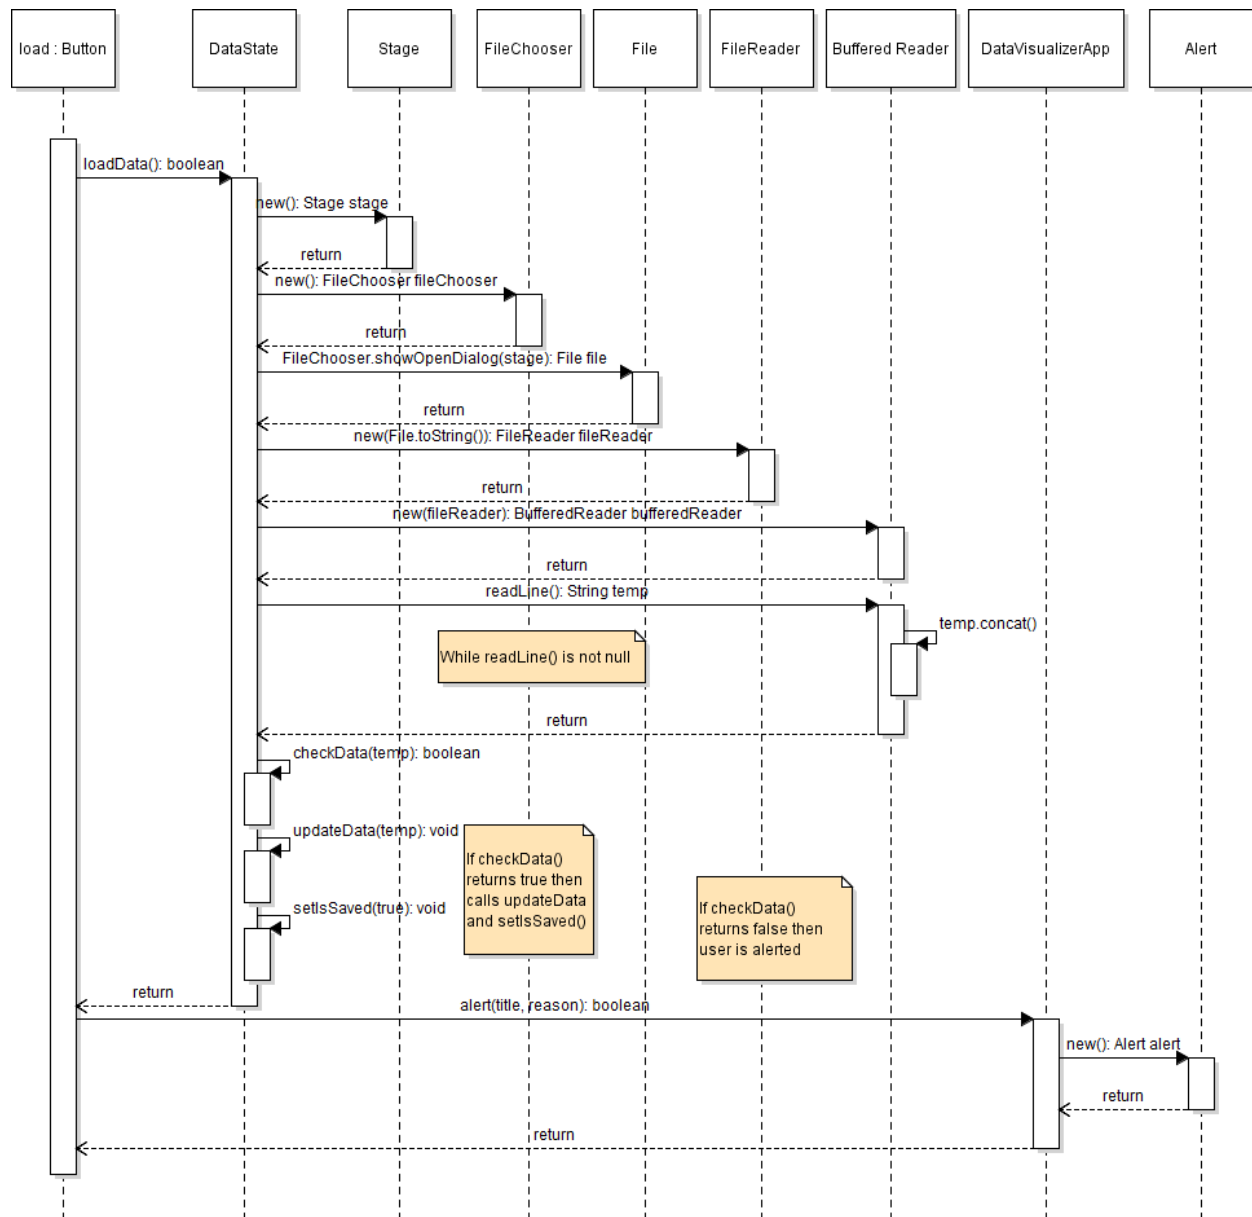 load : Button
DataState
Stage
FileChooser
File
FileReader
Buffered Reader
DataVisualizerApp
Alert
loadData(): boolean
new(): Stage stage
return
new(): FileChooser fileChooser
return
FileChooser.showOpenDialog(stage): File file
return
new(File.toString()): FileReader fileReader
return
new(fileReader): BufferedReader bufferedReader
return
readLine(): String temp
temp.concat()
While readLine() is not null
return
checkData(temp): boolean
updateData(temp): void
If checkData()
returns true then
calls updateData
and setIsSaved()
If checkData()
returns false then
user is alerted
setIsSaved(true): void
return
alert(title, reason): boolean
new(): Alert alert
return
return